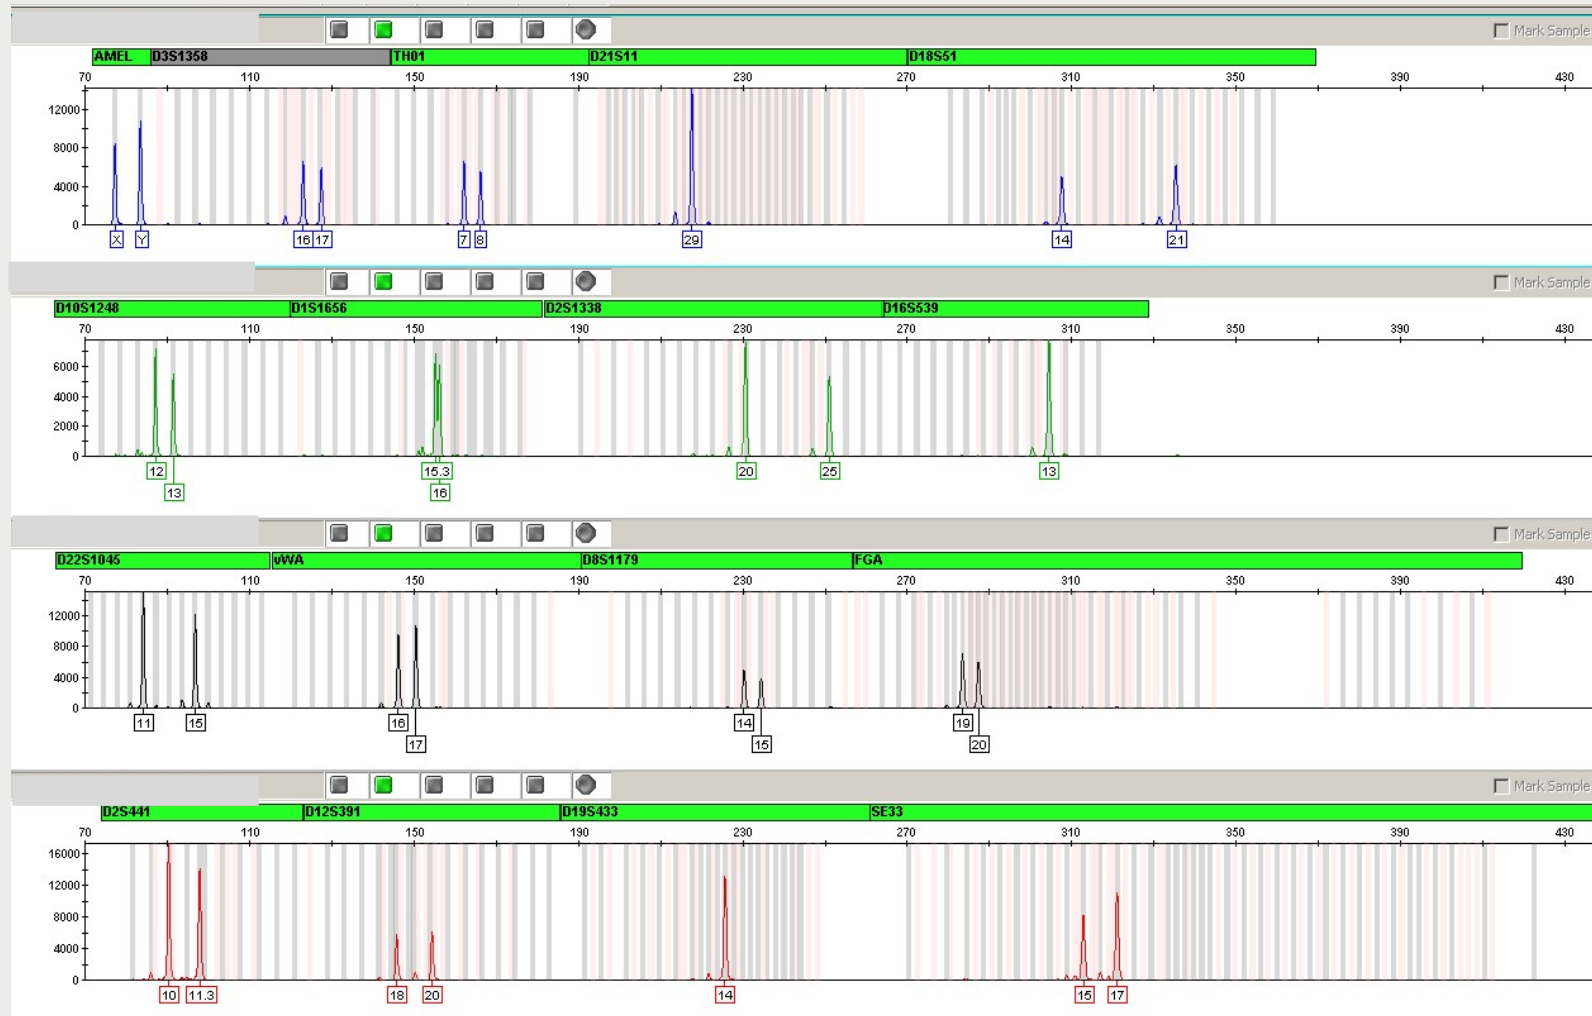 Mark Sample
AMEL D3S1358 TH01 D21S11 D18S51
70 110 150 190 230 270 310 350 390 430
12000
8000
4000
0
X Y 16 17 7 8 29 14 21
Mark Sample
D10S1248 D1S1656 D2S1338 D16S539
70 110 150 190 230 270 310 350 390 430
6000
4000
2000
0
12 15.3 20 25 13
13 16
Mark Sample
D22S1045 vWA D8S1179 FGA
70 110 150 190 230 270 310 350 390 430
12000
8000
4000
0
11 15 16 14 19
17 15 20
Mark Sample
D2S441 D12S391 D19S433 SE33
70 110 150 190 230 270 310 350 390 430
16000
12000
8000
4000
0
10 11.3 18 20 14 15 17